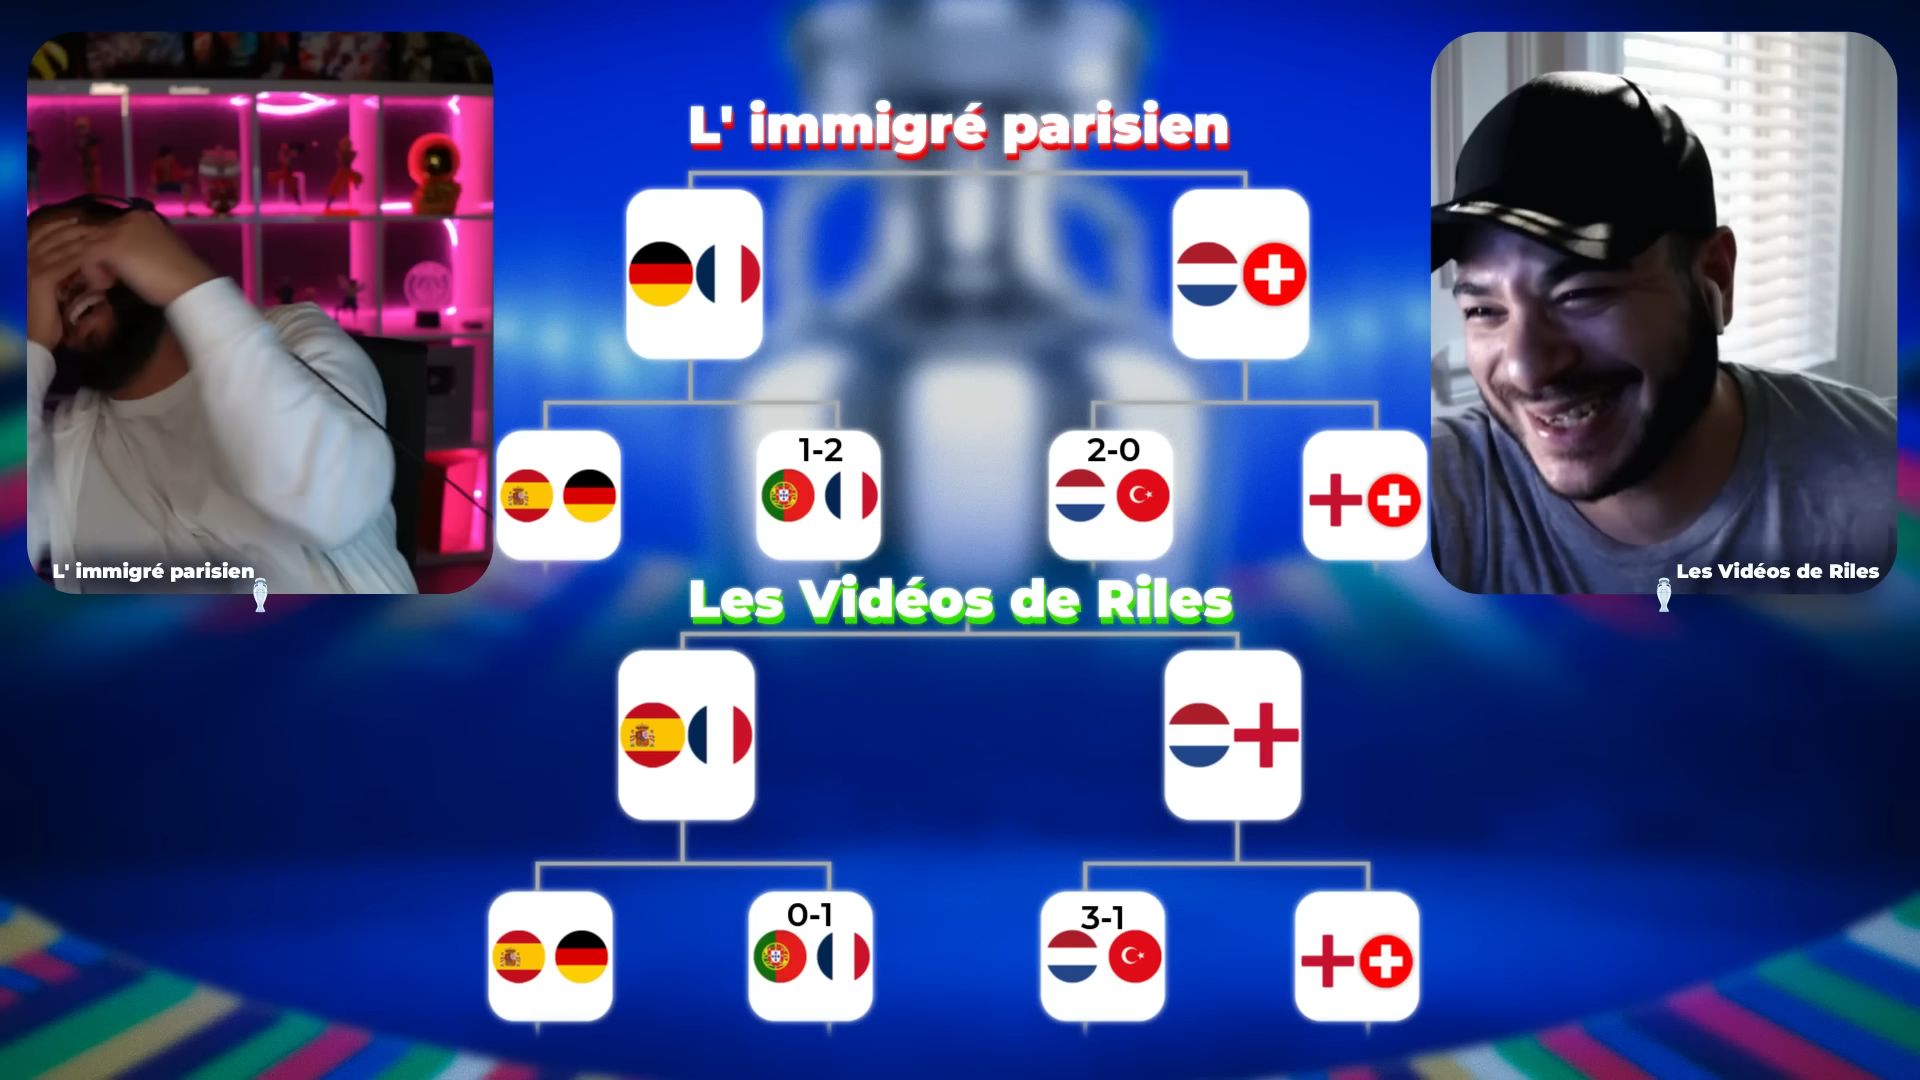 L' immigré parisien
1-2
2-0
L' immigré parisien
Les Vidéos de Riles
Les Vidéos de Riles
0-1
3-1